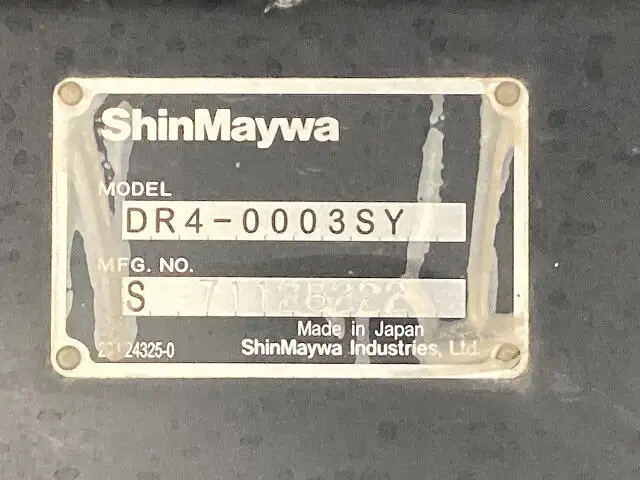 ShinMaywa
MODEL
DR4-0003SY
MFG. NO.
S
Made in Japan
ShinMaywa Industries, Ltd.